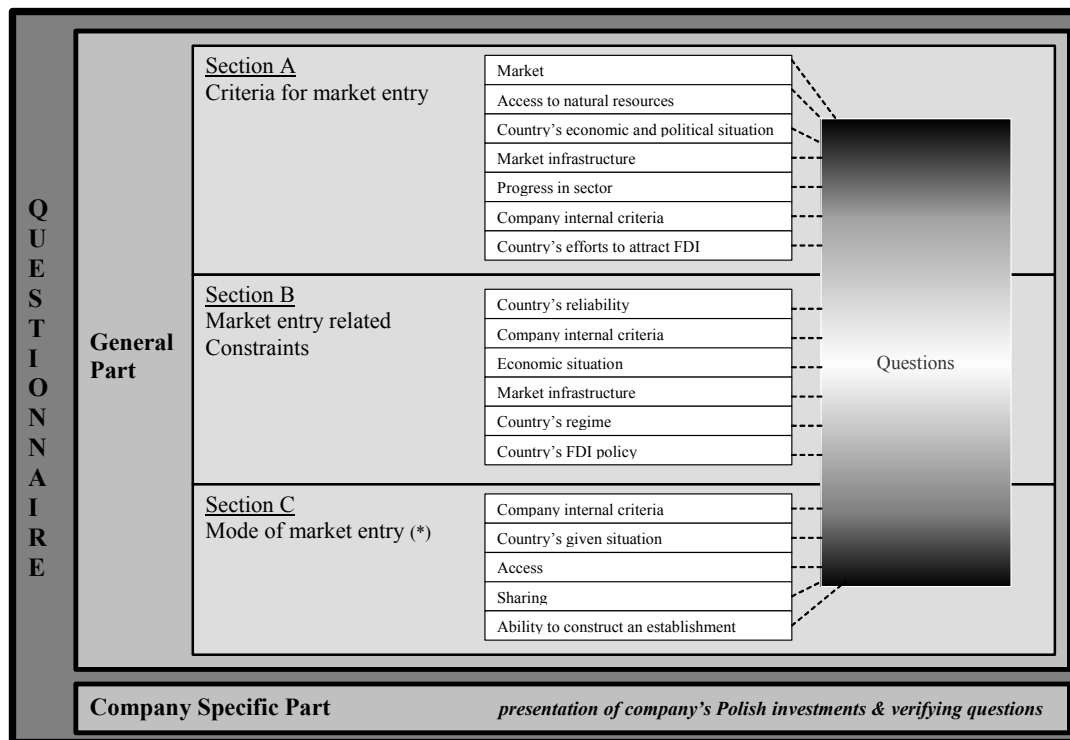 QUESTIONNAIRE
General
Part
Section A
Criteria for market entry
Market
Access to natural resources
Country's economic and political situation
Market infrastructure
Progress in sector
Company internal criteria
Country's efforts to attract FDI
Section B
Market entry related
Constraints
Country's reliability
Company internal criteria
Economic situation
Market infrastructure
Country's regime
Country's FDI policy
Section C
Mode of market entry (*)
Company internal criteria
Country's given situation
Access
Sharing
Ability to construct an establishment
Questions
Company Specific Part presentation of company's Polish investments & verifying questions